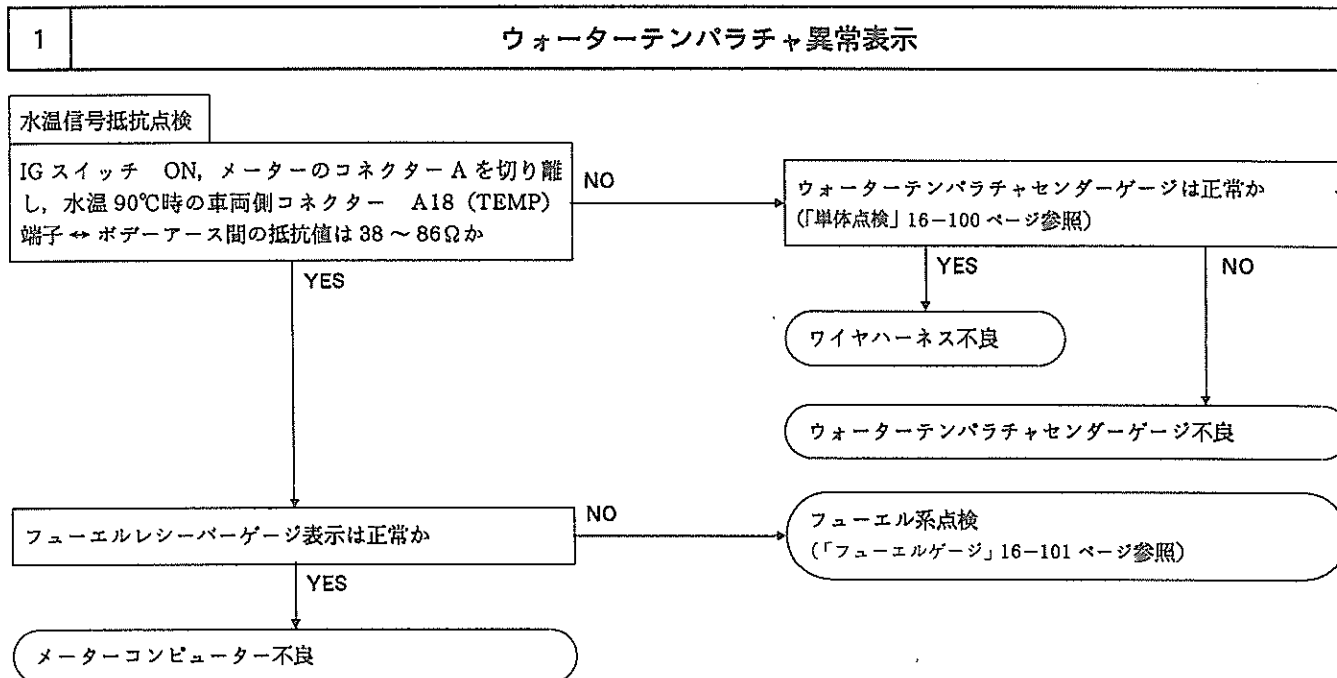 1
ウォーターテンパラチャ異常表示
水温信号抵抗点検
IG スイッチ ON, メーターのコネクター A を切り離
し, 水温 90℃時の車両側コネクター A18 (TEMP)
端子 ↔ ボデーアース間の抵抗値は 38 ～ 86Ωか
NO
ウォーターテンパラチャセンダーゲージは正常か
(「単体点検」16－100 ページ参照)
YES
YES
NO
ワイヤハーネス不良
ウォーターテンパラチャセンダーゲージ不良
フューエルレシーバーゲージ表示は正常か
NO
フューエル系点検
(「フューエルゲージ」16－101 ページ参照)
YES
メーターコンピューター不良